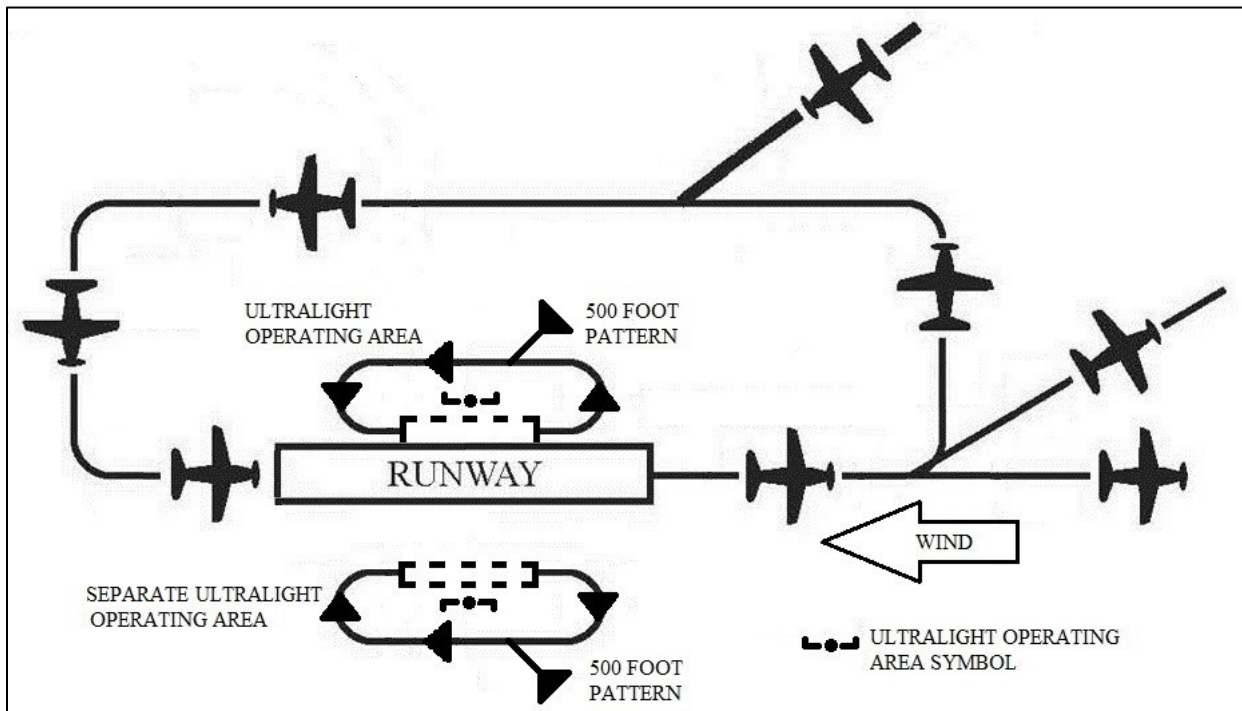 ULTRALIGHT
OPERATING AREA
500 FOOT
PATTERN
RUNWAY
WIND
SEPARATE ULTRALIGHT
OPERATING AREA
500 FOOT
PATTERN
ULTRALIGHT OPERATING
AREA SYMBOL